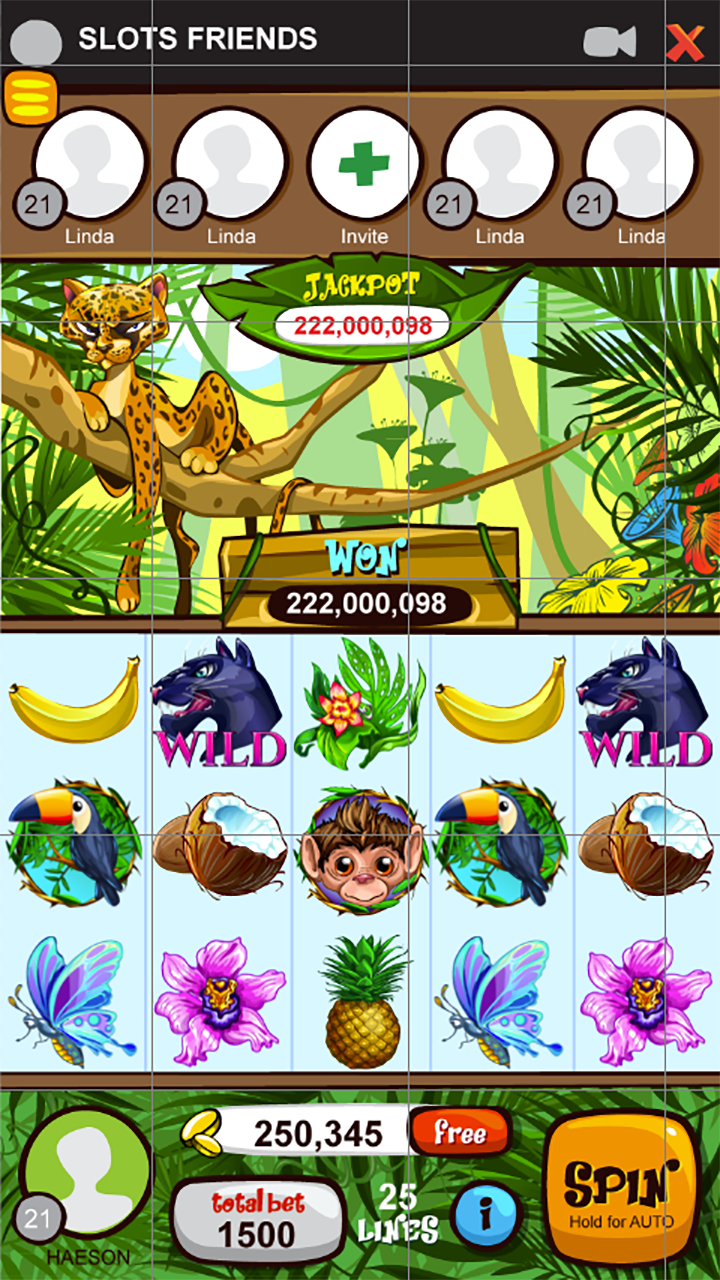 SLOTS FRIENDS
21
21
21
21
Linda
Linda
Invite
Linda
Linda
JACKPOT
222,000,098
WON
222,000,098
WILD
WILD
250,345
free
total bet
1500
25
LINES
i
SPIN
Hold for AUTO
21
HAESON